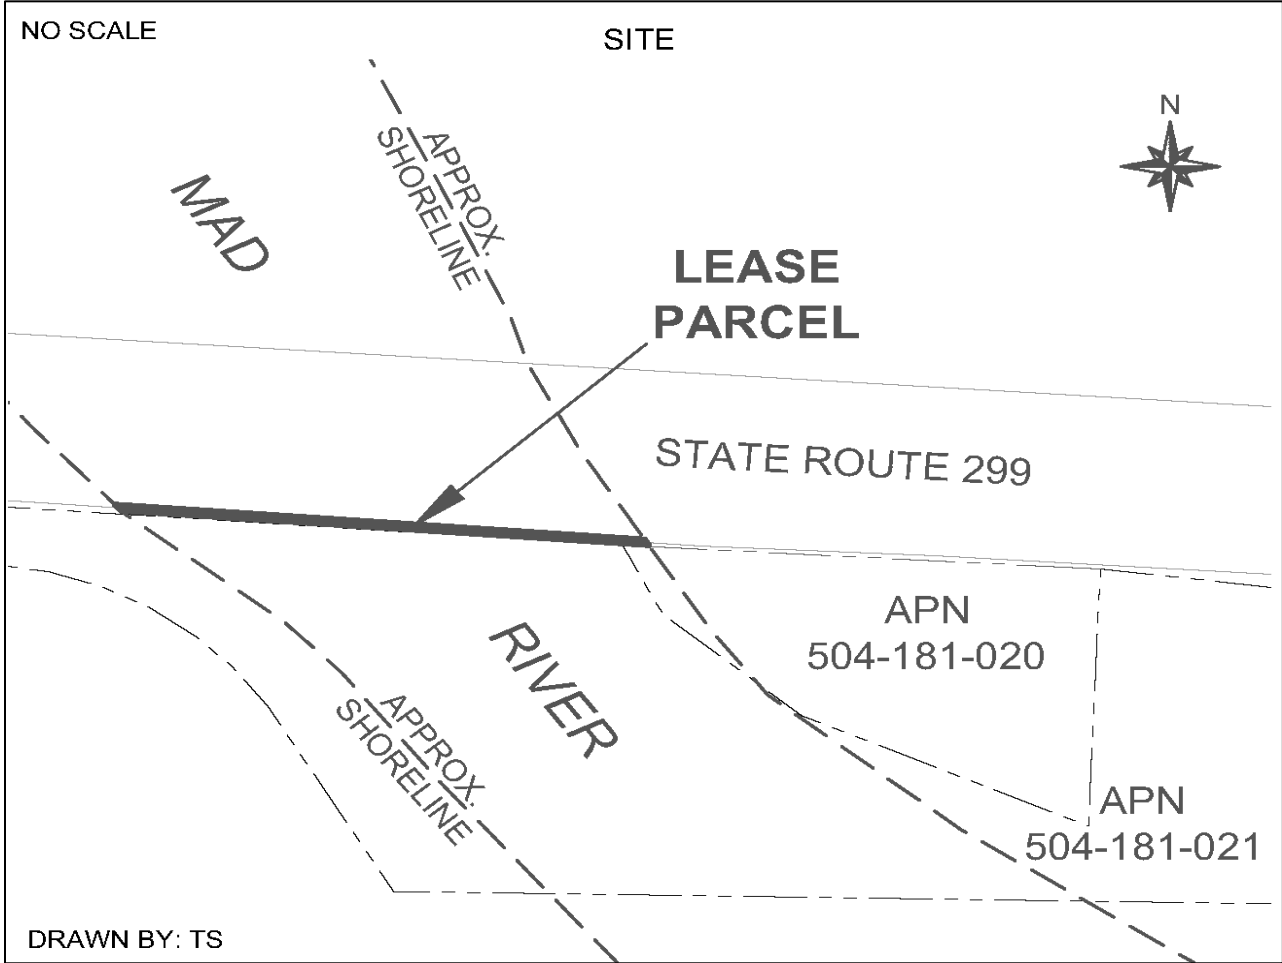 NO SCALE
SITE
N
APPROX.
SHORELINE
MAD
LEASE
PARCEL
STATE ROUTE 299
APN
504-181-020
RIVER
APPROX.
SHORELINE
APN
504-181-021
DRAWN BY: TS